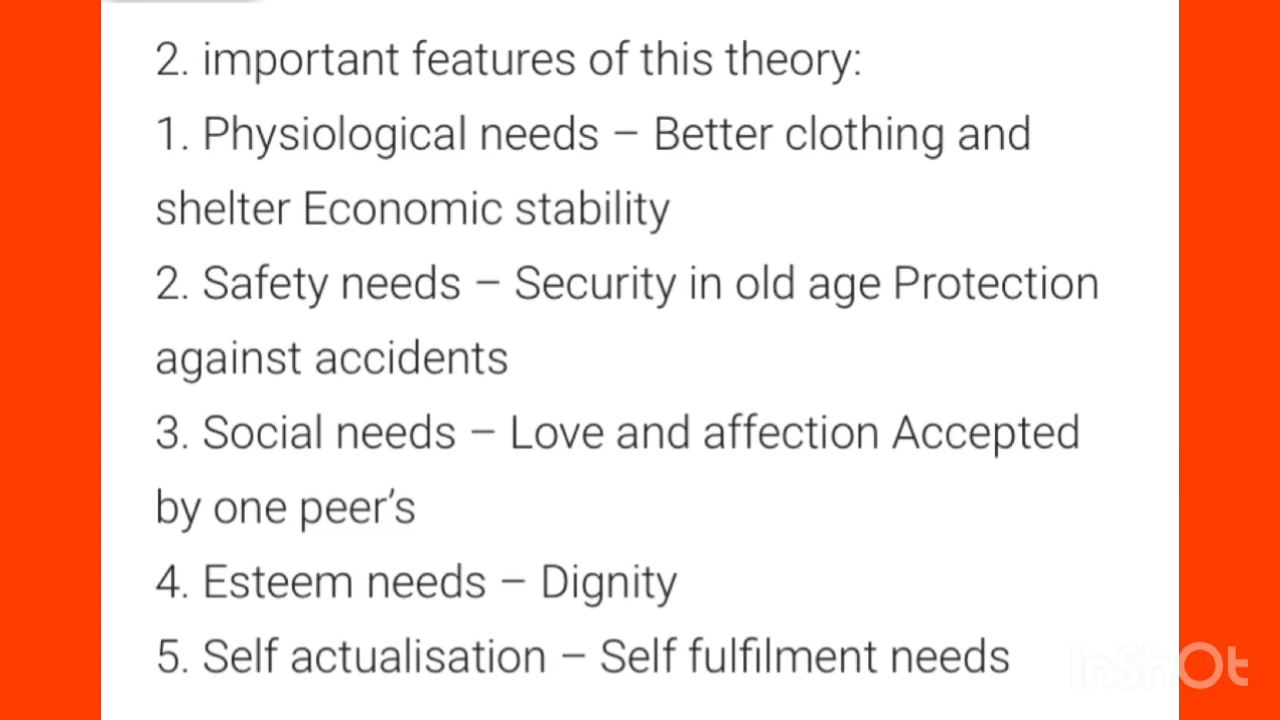 2. important features of this theory:
1. Physiological needs – Better clothing and
shelter Economic stability
2. Safety needs – Security in old age Protection
against accidents
3. Social needs – Love and affection Accepted
by one peer’s
4. Esteem needs – Dignity
5. Self actualisation – Self fulfilment needs
InShOt